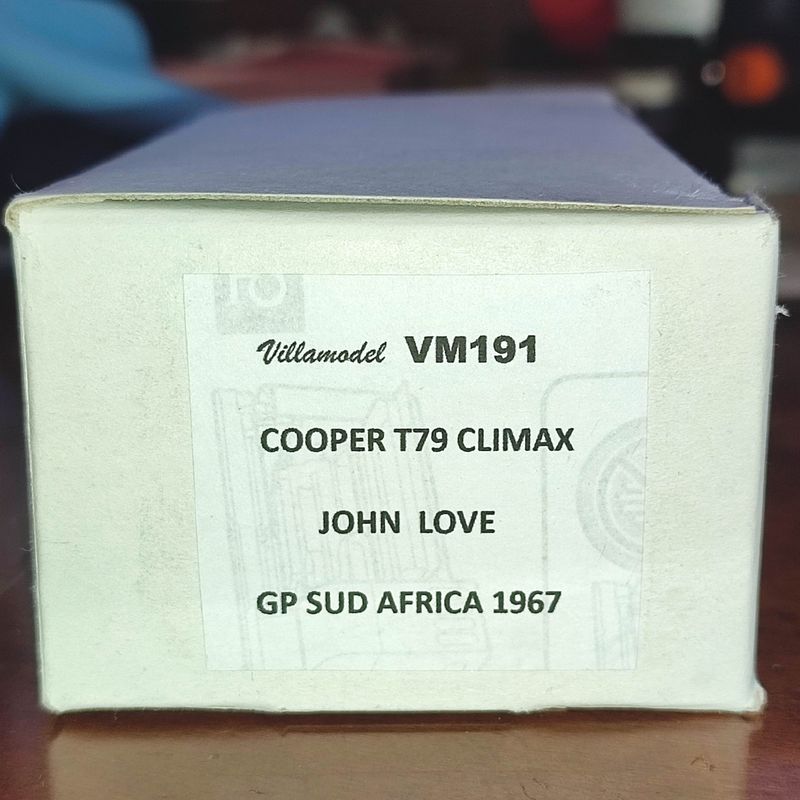 Villamodel VM191
COOPER T79 CLIMAX
JOHN LOVE
GP SUD AFRICA 1967